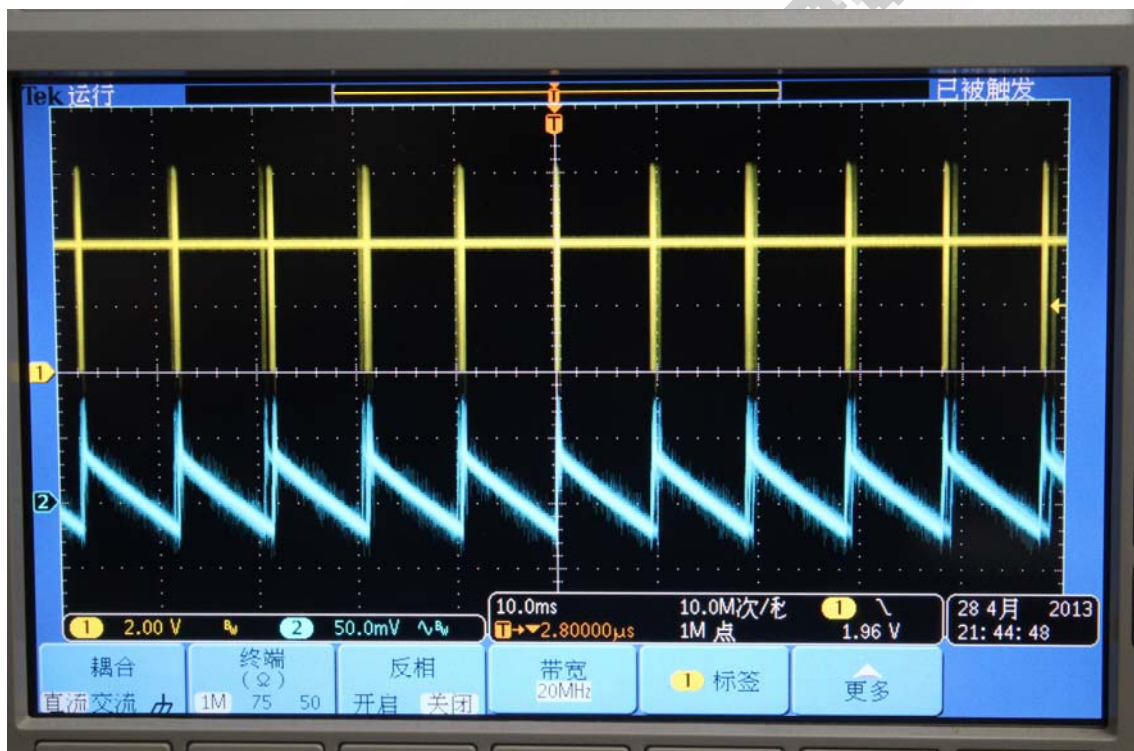 Tek 运行 已被触发
T
T
1
2
1 2.00 V BW 2 50.0mV ∿BW
10.0ms 10.0M次/秒 1 \ 28 4月 2013
T→▼2.80000μs 1M 点 1.96 V 21:44:48
耦合 终端 反相 带宽 1 标签 更多
(Ω) 20MHz
直流 交流 1M 75 50 开启 关闭